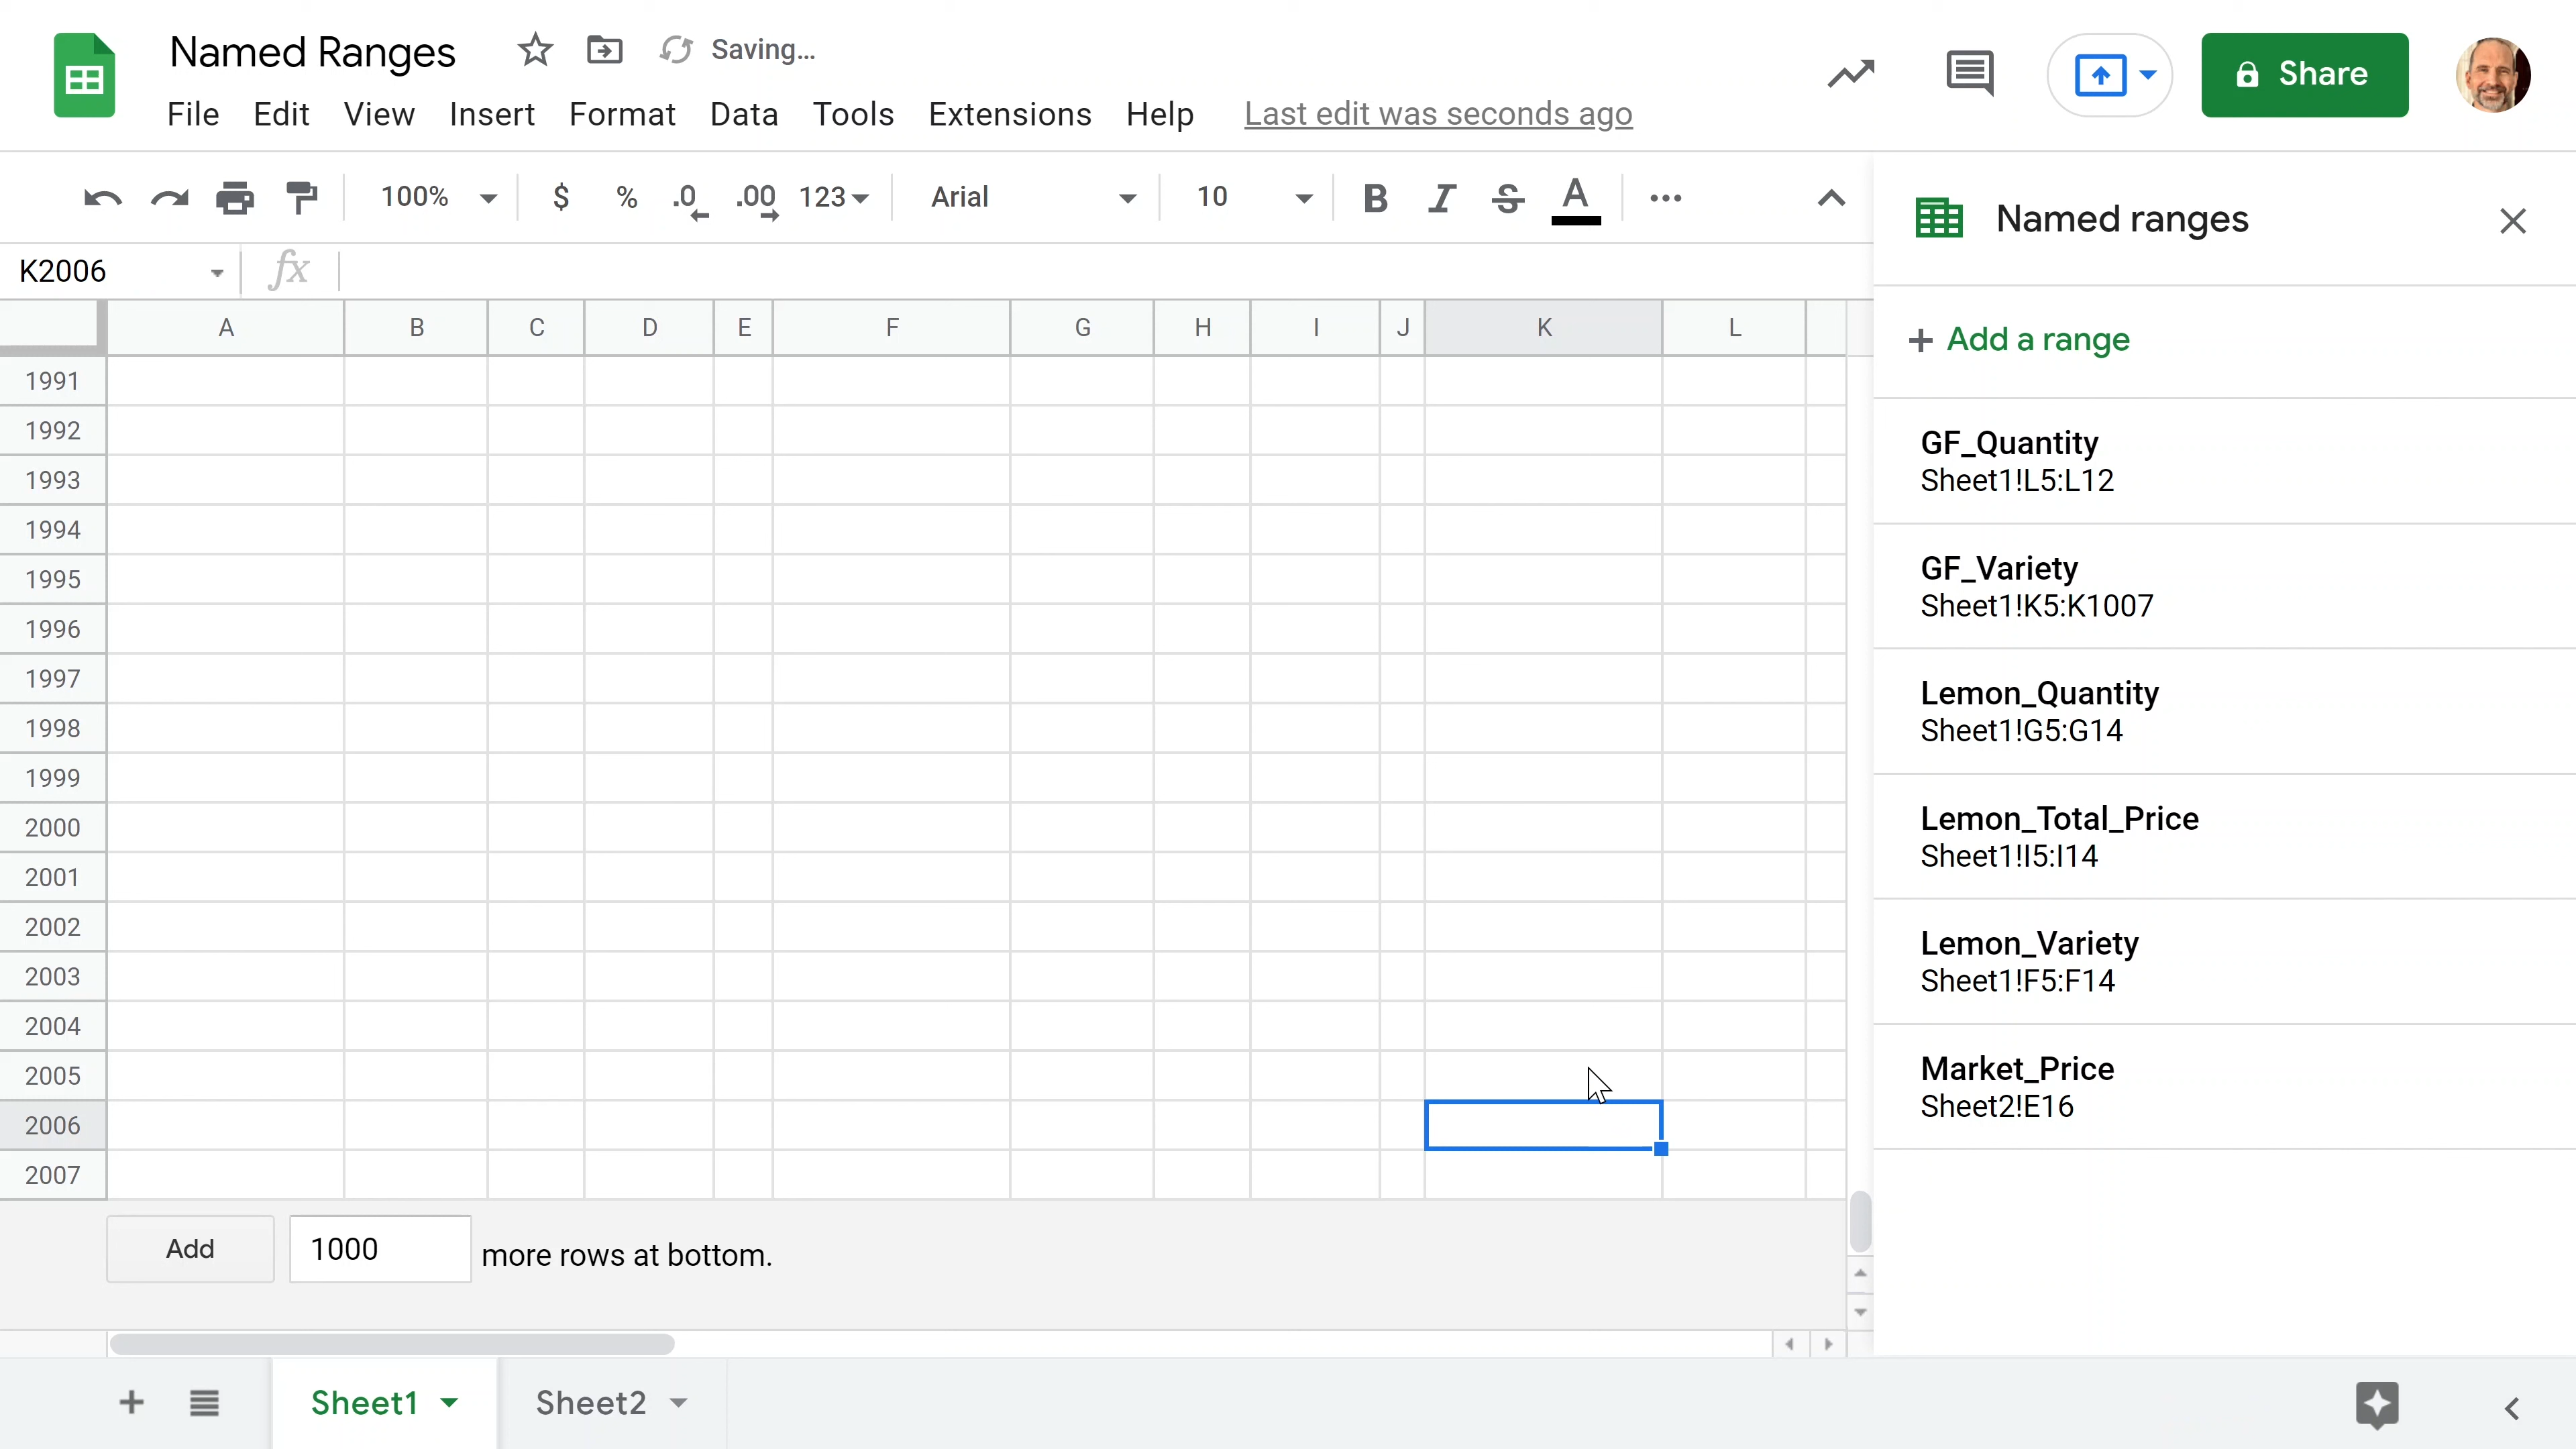 Named Ranges Saving...
File Edit View Insert Format Data Tools Extensions Help Last edit was seconds ago
Share
100% $ % .0 .00 123 Arial 10 B I S A ...
Named ranges
K2006 fx
A B C D E F G H I J K L
+ Add a range
1991
1992
1993
1994
1995
1996
1997
1998
1999
2000
2001
2002
2003
2004
2005
2006
2007
GF_Quantity
Sheet1!L5:L12
GF_Variety
Sheet1!K5:K1007
Lemon_Quantity
Sheet1!G5:G14
Lemon_Total_Price
Sheet1!I5:I14
Lemon_Variety
Sheet1!F5:F14
Market_Price
Sheet2!E16
Add 1000 more rows at bottom.
+ Sheet1 Sheet2